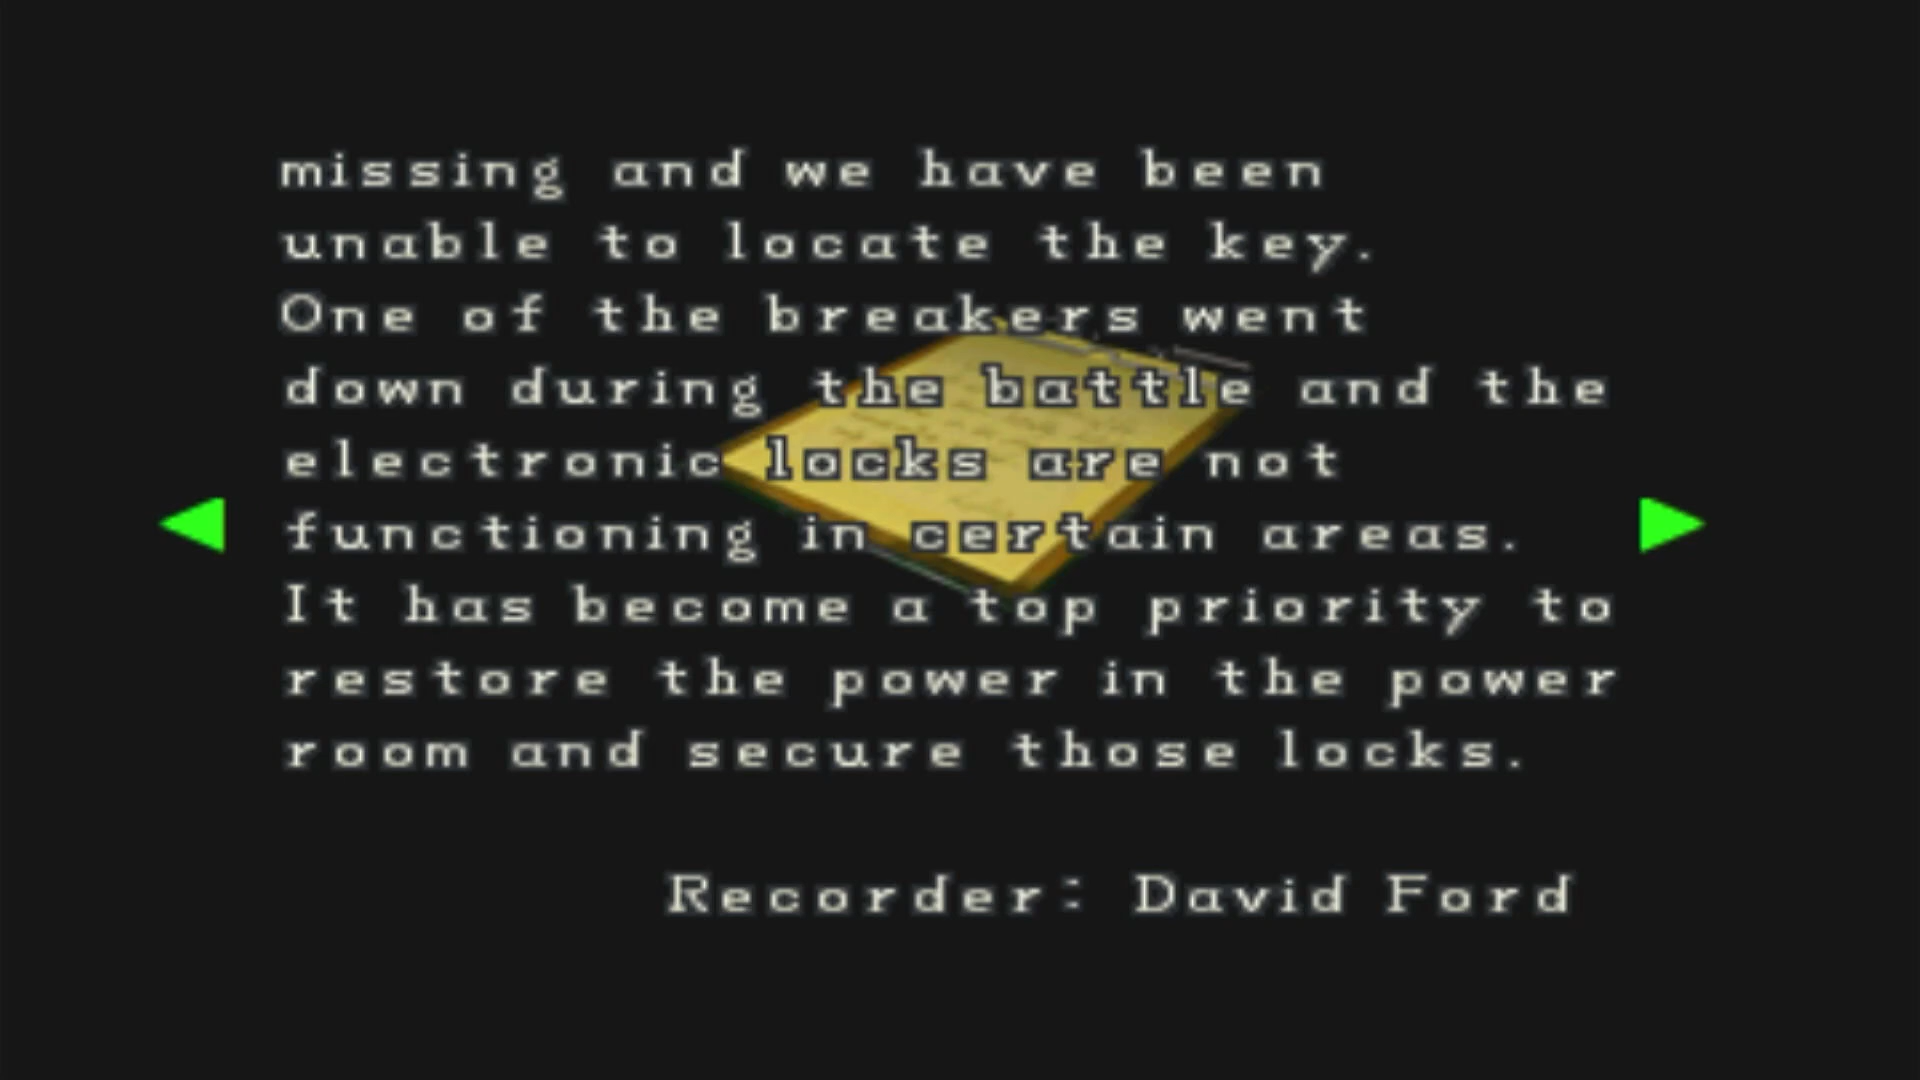 missing and we have been
unable to locate the key.
One of the breakers went
down during the battle and the
electronic locks are not
functioning in certain areas.
It has become a top priority to
restore the power in the power
room and secure those locks.
Recorder: David Ford